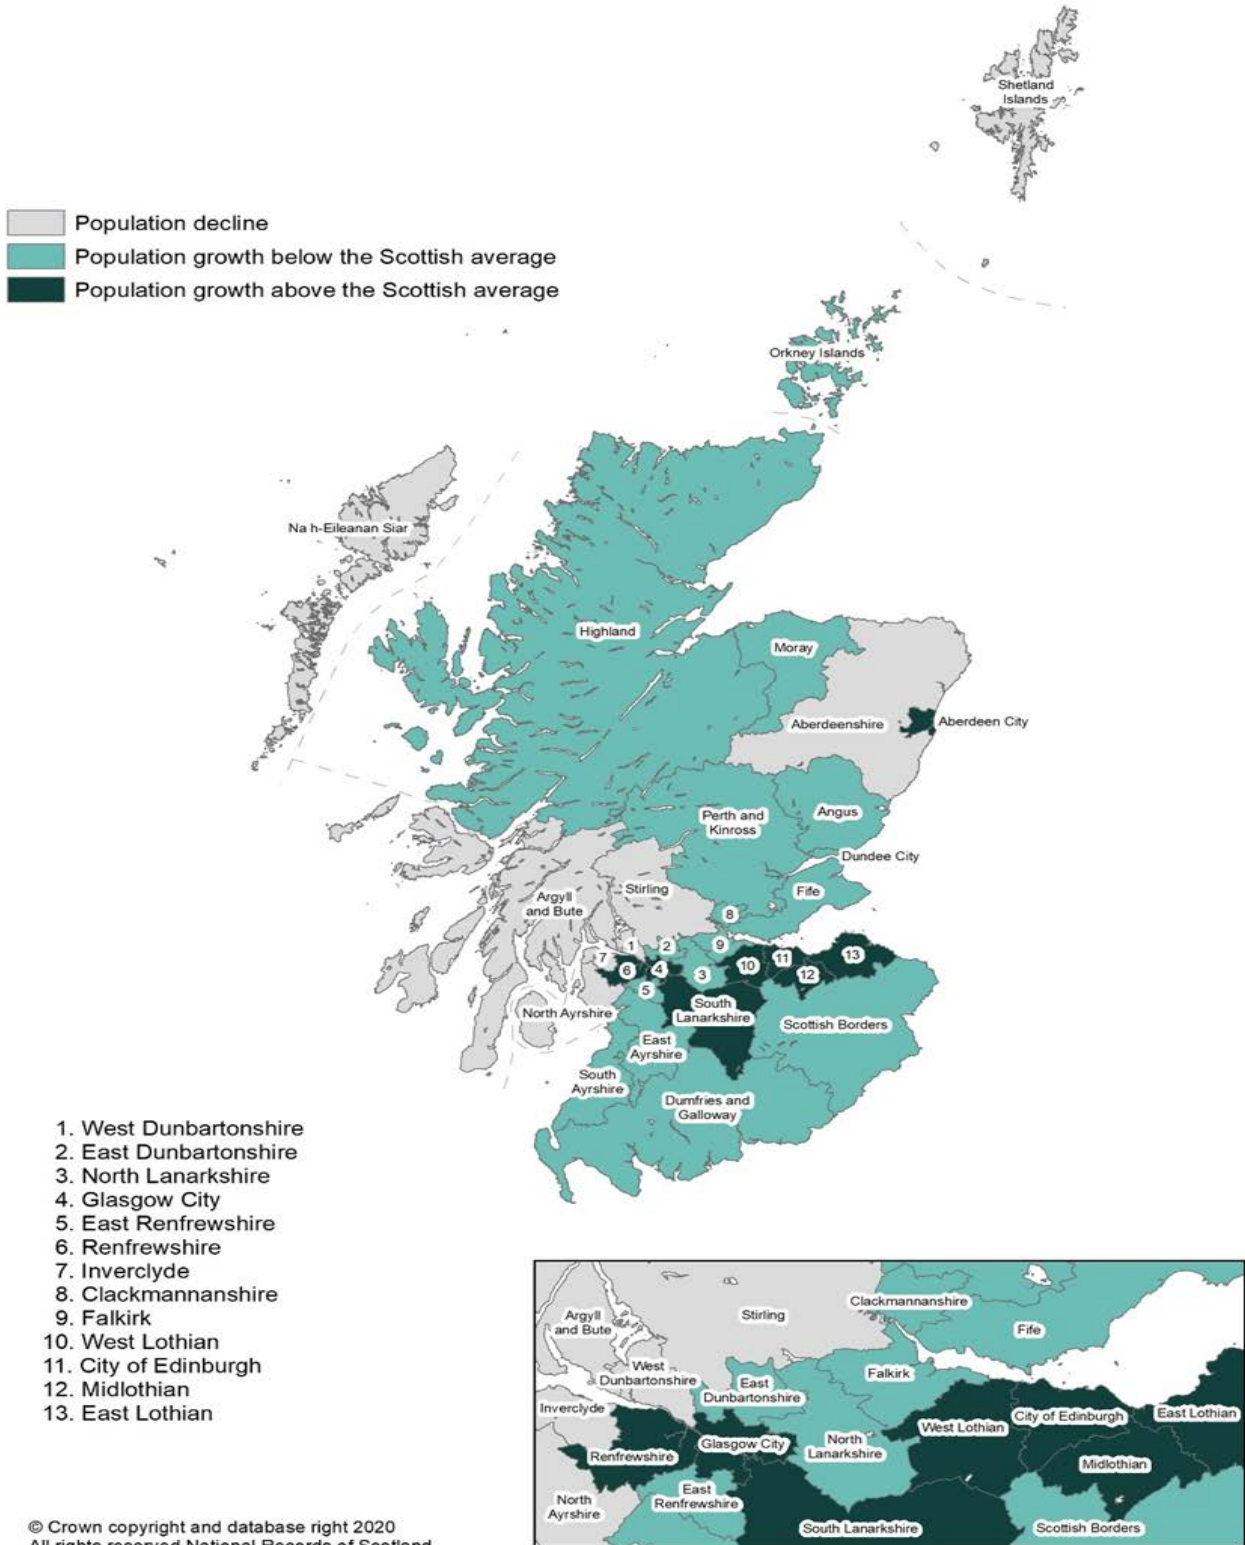 Shetland
Islands
Population decline
Population growth below the Scottish average
Population growth above the Scottish average
Orkney Islands
Na h-Eileanan Siar
Highland
Moray
Aberdeenshire
Aberdeen City
Perth and
Kinross
Angus
Dundee City
Fife
Stirling
Argyll
and Bute
8
1
2
9
7
6
4
3
10
11
12
13
5
North Ayrshire
South
Lanarkshire
Scottish Borders
East
Ayrshire
South
Ayrshire
Dumfries and
Galloway
1. West Dunbartonshire
2. East Dunbartonshire
3. North Lanarkshire
4. Glasgow City
5. East Renfrewshire
6. Renfrewshire
7. Inverclyde
8. Clackmannanshire
9. Falkirk
10. West Lothian
11. City of Edinburgh
12. Midlothian
13. East Lothian
Argyll
and Bute
Stirling
Clackmannanshire
Fife
West
Dunbartonshire
East
Dunbartonshire
Falkirk
Inverclyde
Renfrewshire
Glasgow City
North
Lanarkshire
West Lothian
City of Edinburgh
East Lothian
Midlothian
North
Ayrshire
East
Renfrewshire
South Lanarkshire
Scottish Borders
© Crown copyright and database right 2020
All rights reserved National Records of Scotland